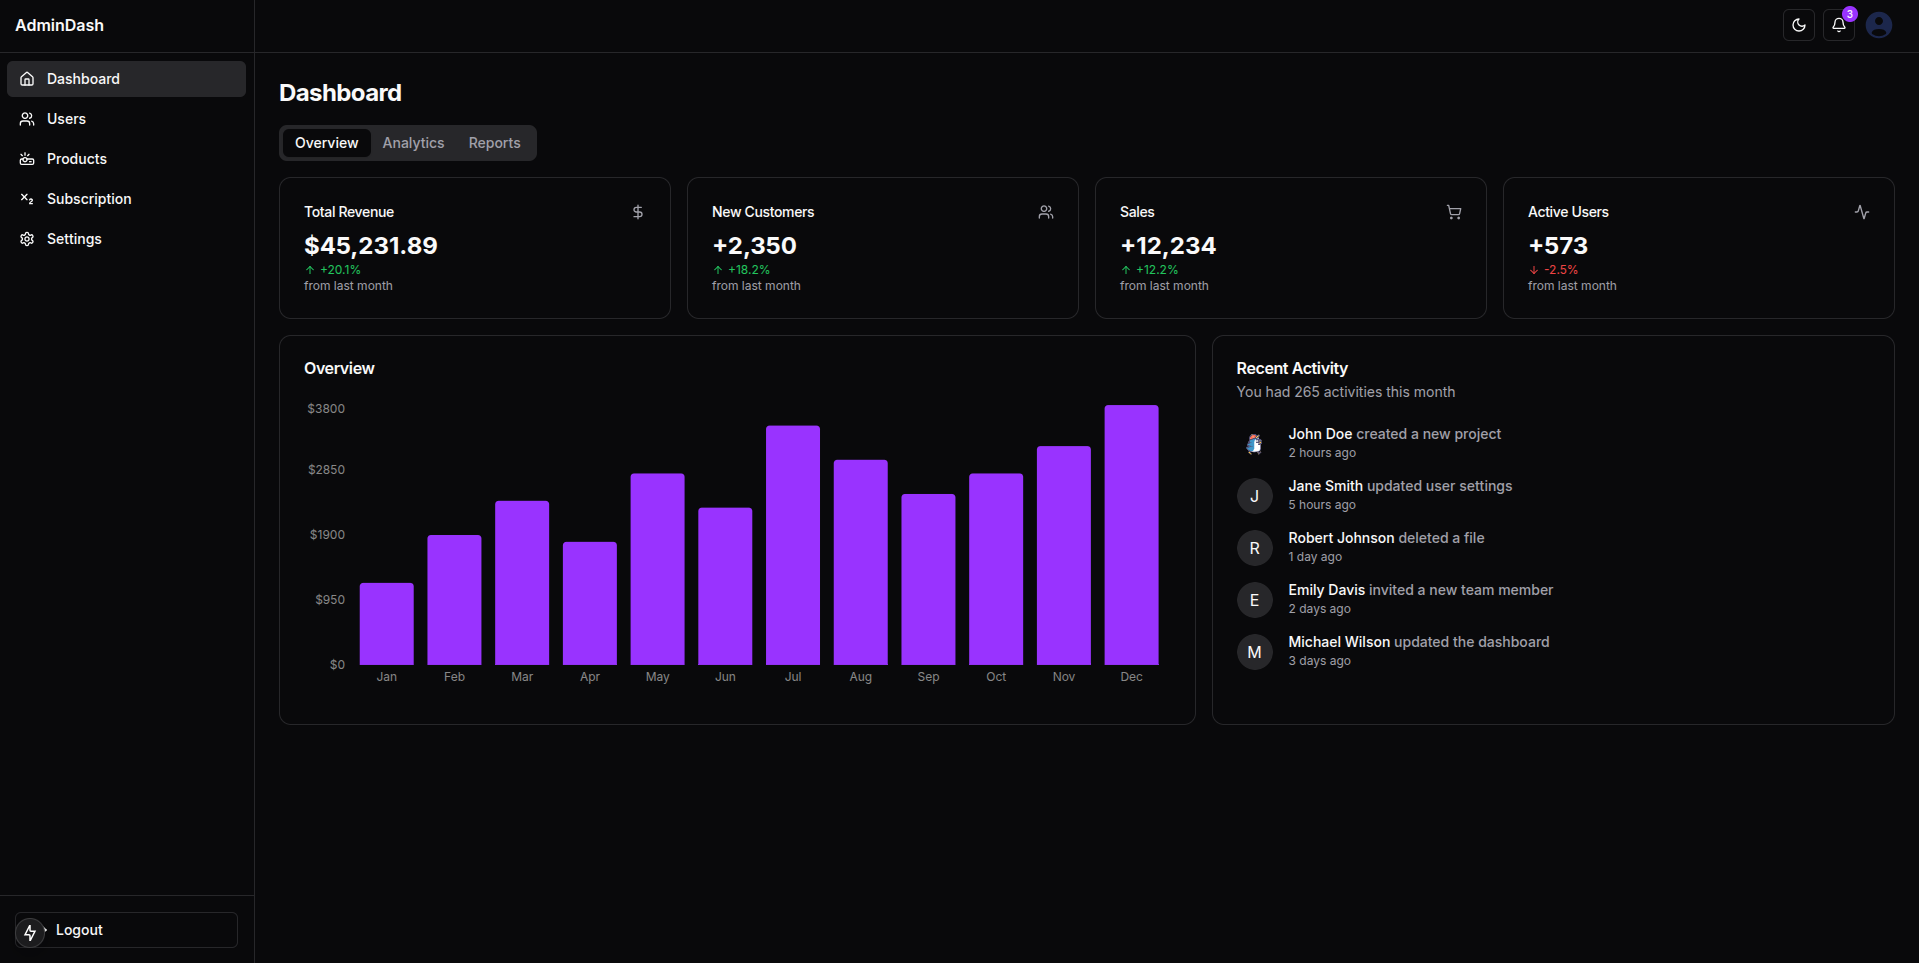 AdminDash
3
Dashboard
Users
Products
Subscription
Settings
Logout
Dashboard
Overview Analytics Reports
Total Revenue
$45,231.89
+20.1%
from last month
New Customers
+2,350
+18.2%
from last month
Sales
+12,234
+12.2%
from last month
Active Users
+573
-2.5%
from last month
Overview
$3800
$2850
$1900
$950
$0
Jan Feb Mar Apr May Jun Jul Aug Sep Oct Nov Dec
Recent Activity
You had 265 activities this month
John Doe created a new project
2 hours ago
J
Jane Smith updated user settings
5 hours ago
R
Robert Johnson deleted a file
1 day ago
E
Emily Davis invited a new team member
2 days ago
M
Michael Wilson updated the dashboard
3 days ago